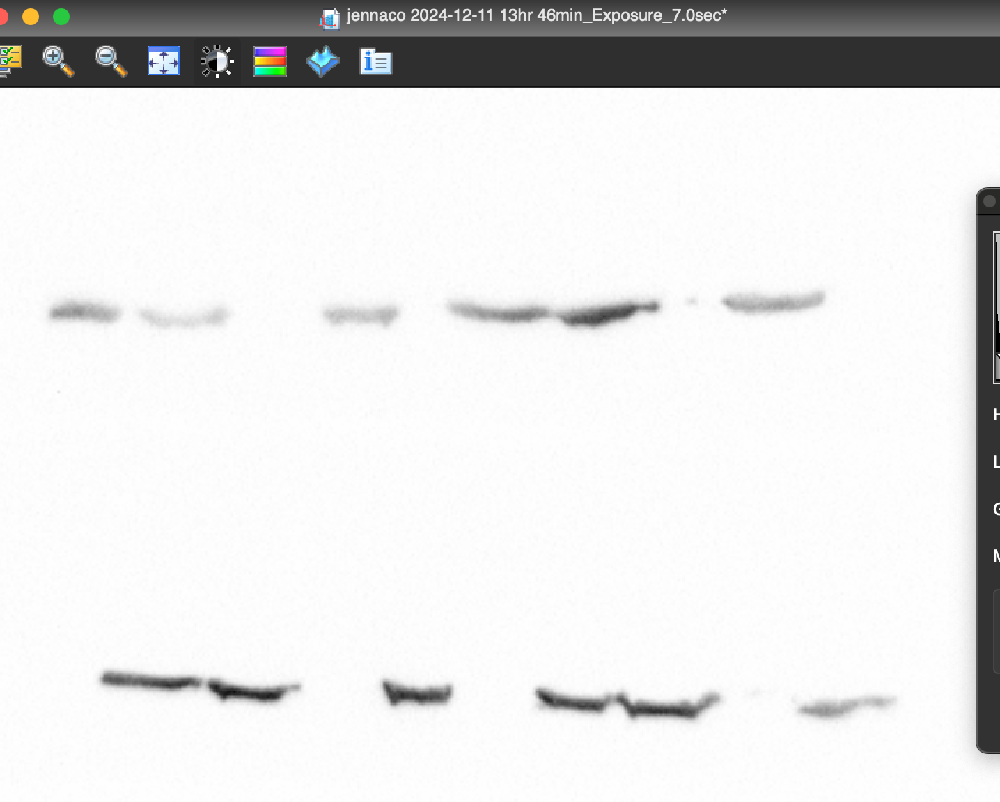 jennaco 2024-12-11 13hr 46min_Exposure_7.0sec*
i
H
L
G
M